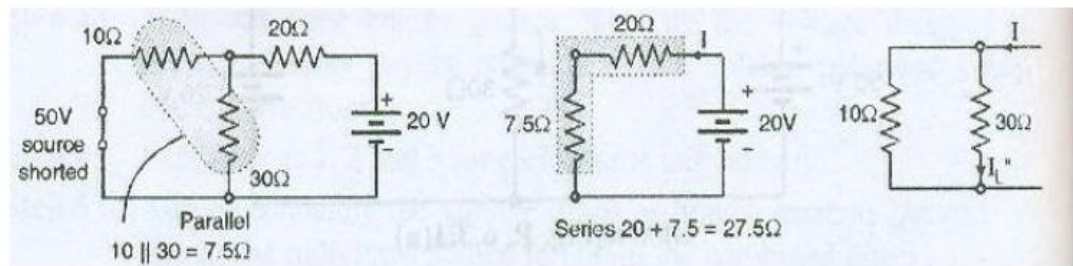 10Ω
20Ω
50V
source
shorted
+
-
20 V
30Ω
Parallel
10 || 30 = 7.5Ω
20Ω
I
7.5Ω
+
-
20V
Series 20 + 7.5 = 27.5Ω
I
10Ω
30Ω
I_L"